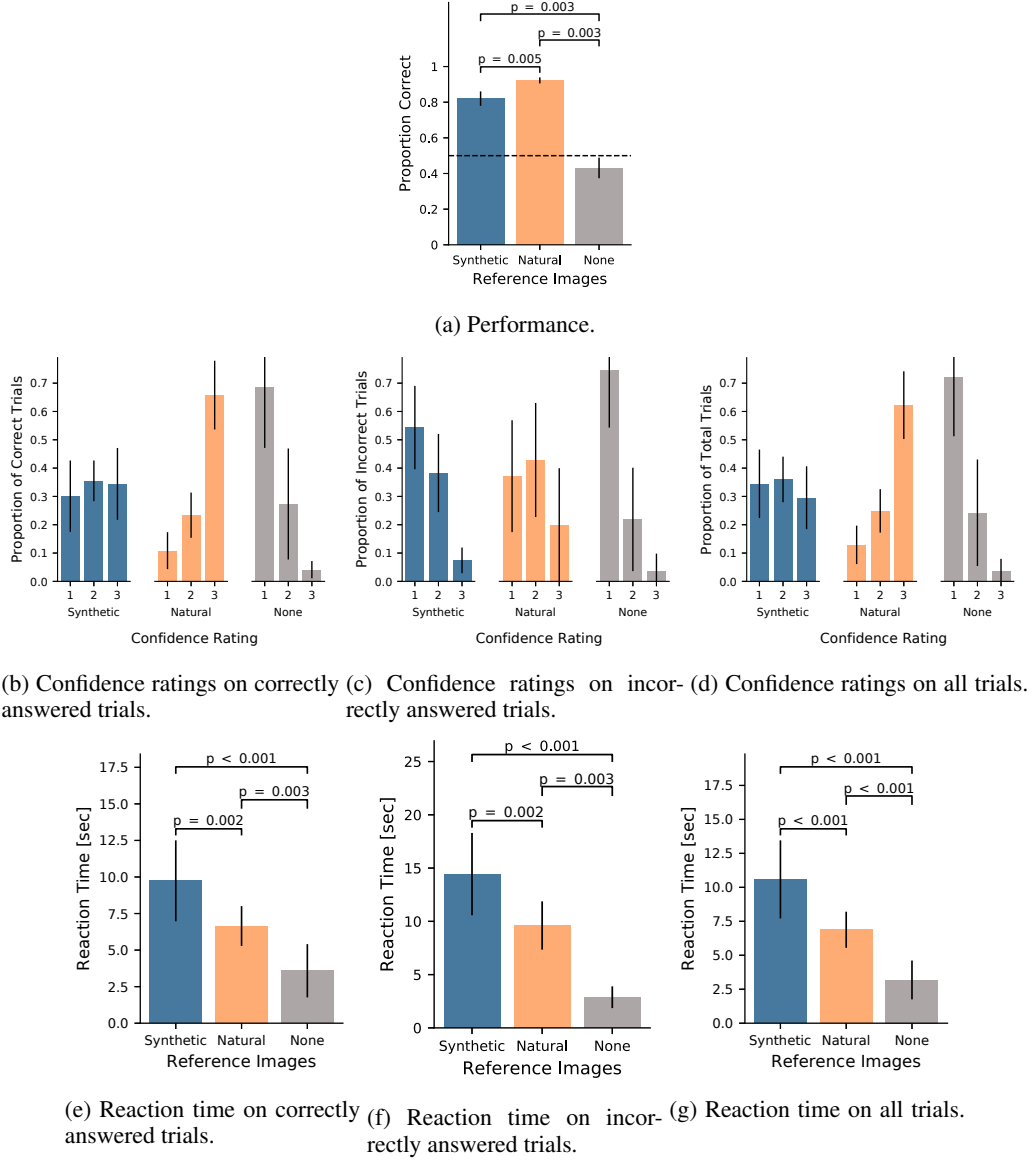 p = 0.003
p = 0.003
p = 0.005
Proportion Correct
1
0.8
0.6
0.4
0.2
0
Synthetic Natural None
Reference Images
(a) Performance.
Proportion of Correct Trials
0.7
0.6
0.5
0.4
0.3
0.2
0.1
0.0
1 2 3 1 2 3 1 2 3
Synthetic Natural None
Confidence Rating
Proportion of Incorrect Trials
0.7
0.6
0.5
0.4
0.3
0.2
0.1
0.0
1 2 3 1 2 3 1 2 3
Synthetic Natural None
Confidence Rating
Proportion of Total Trials
0.7
0.6
0.5
0.4
0.3
0.2
0.1
0.0
1 2 3 1 2 3 1 2 3
Synthetic Natural None
Confidence Rating
(b) Confidence ratings on correctly
answered trials.
(c) Confidence ratings on incor-
rectly answered trials.
(d) Confidence ratings on all trials.
p < 0.001
p = 0.003
p = 0.002
Reaction Time [sec]
17.5
15.0
12.5
10.0
7.5
5.0
2.5
0.0
Synthetic Natural None
Reference Images
p < 0.001
p = 0.003
p = 0.002
Reaction Time [sec]
25
20
15
10
5
0
Synthetic Natural None
Reference Images
p < 0.001
p < 0.001
p < 0.001
Reaction Time [sec]
17.5
15.0
12.5
10.0
7.5
5.0
2.5
0.0
Synthetic Natural None
Reference Images
(e) Reaction time on correctly
answered trials.
(f) Reaction time on incor-
rectly answered trials.
(g) Reaction time on all trials.